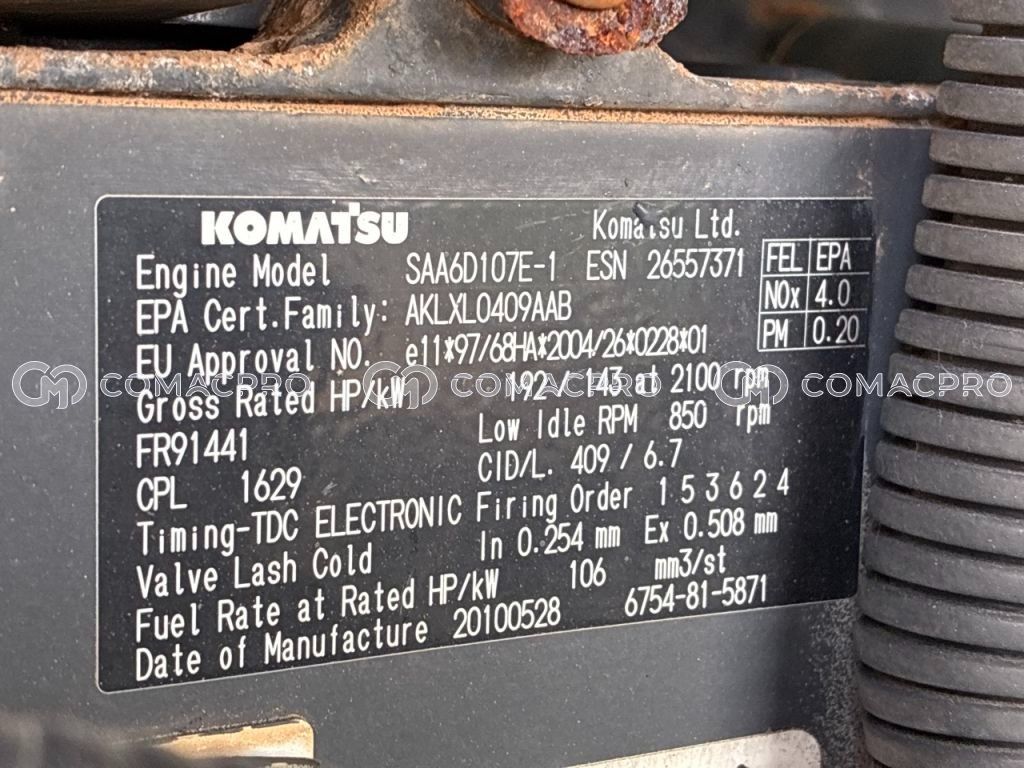 KOMATSU Komatsu Ltd.
Engine Model SAA6D107E-1 ESN 26557371
EPA Cert.Family: AKLXL0409AAB
FEL EPA
NOx 4.0
PM 0.20
EU Approval NO. e11*97/68HA*2004/26*0228*01
Gross Rated HP/kW 192 / 143 at 2100 rpm
FR91441 Low Idle RPM 850 rpm
CPL 1629 CID/L. 409 / 6.7
Timing-TDC ELECTRONIC Firing Order 1 5 3 6 2 4
Valve Lash Cold In 0.254 mm Ex 0.508 mm
Fuel Rate at Rated HP/kW 106 mm3/st
Date of Manufacture 20100528 6754-81-5871
COMACPRO COMACPRO COMACPRO